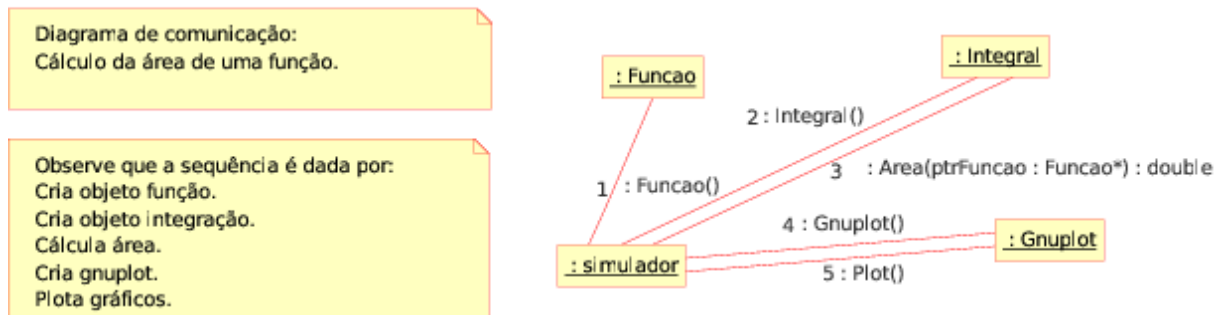 Diagrama de comunicação:
Cálculo da área de uma função.
Observe que a sequência é dada por:
Cria objeto função.
Cria objeto integração.
Cálcula área.
Cria gnuplot.
Plota gráficos.
: Funcao
: Integral
2 : Integral()
3 : Area(ptrFuncao : Funcao*) : double
1 : Funcao()
4 : Gnuplot()
: Gnuplot
: simulador
5 : Plot()